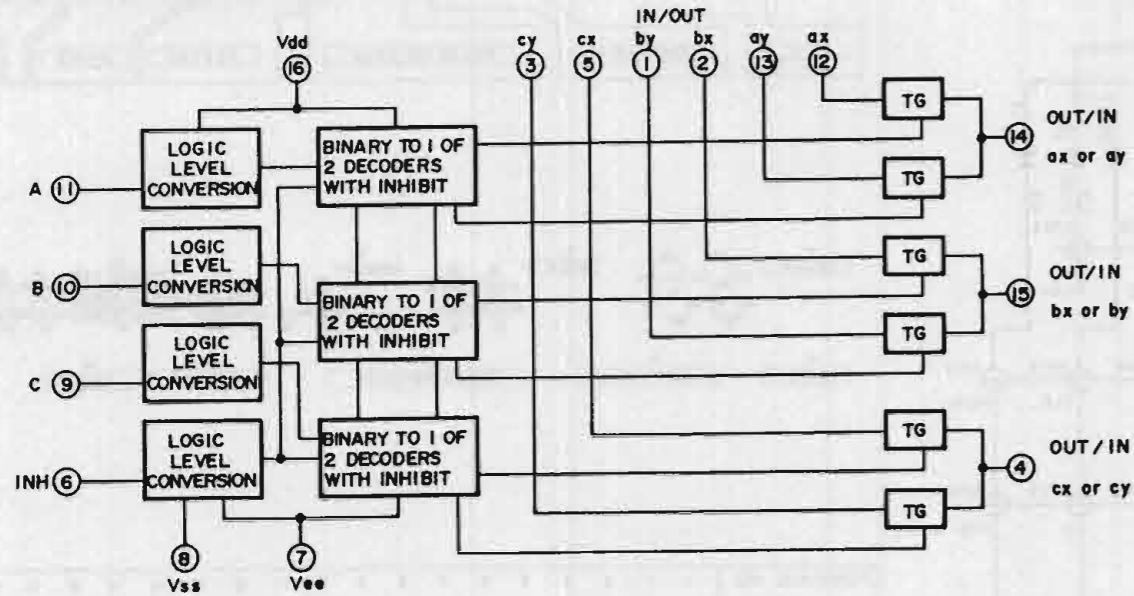 IN/OUT
Vdd
cy cx by bx ay ax
16 3 5 1 2 13 12
TG
LOGIC
LEVEL
CONVERSION
BINARY TO 1 OF
2 DECODERS
WITH INHIBIT
OUT/IN
14
ax or ay
A 11
TG
LOGIC
LEVEL
CONVERSION
TG
B 10
BINARY TO 1 OF
2 DECODERS
WITH INHIBIT
OUT/IN
15
bx or by
TG
LOGIC
LEVEL
CONVERSION
C 9
TG
LOGIC
LEVEL
CONVERSION
BINARY TO 1 OF
2 DECODERS
WITH INHIBIT
OUT/IN
4
cx or cy
INH 6
TG
8 7
Vss Vee